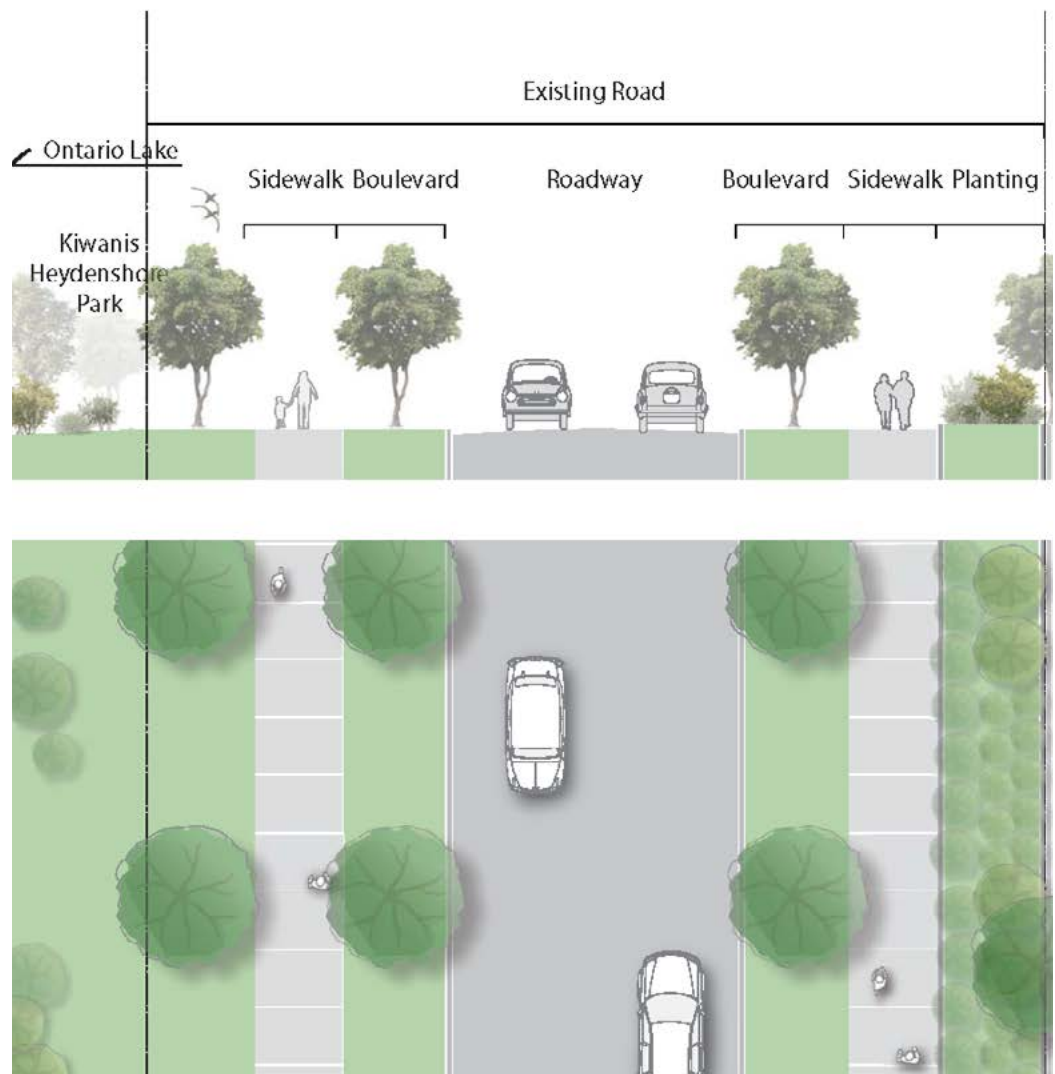 Existing Road
Ontario Lake
Sidewalk Boulevard Roadway Boulevard Sidewalk Planting
Kiwanis
Heydenshore
Park